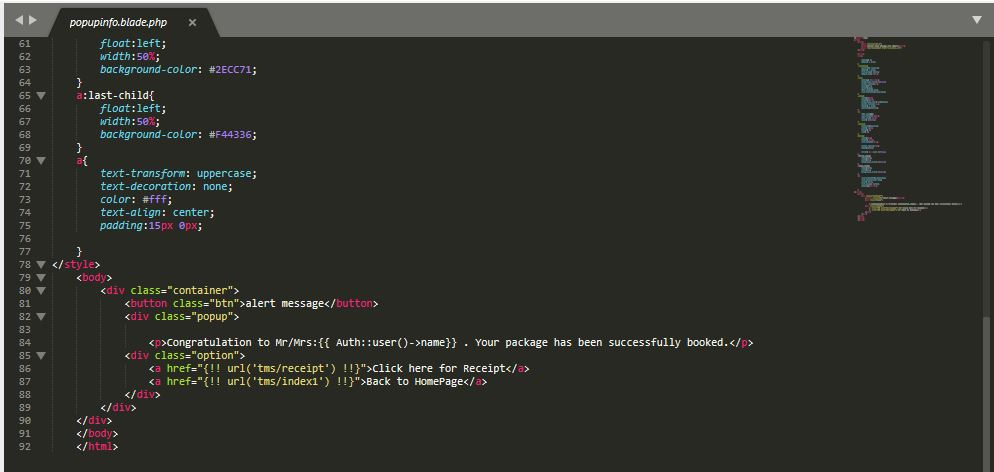 popupinfo.blade.php ×
61 float:left;
62 width:50%;
63 background-color: #2ECC71;
64 }
65 a:last-child{
66 float:left;
67 width:50%;
68 background-color: #F44336;
69 }
70 a{
71 text-transform: uppercase;
72 text-decoration: none;
73 color: #fff;
74 text-align: center;
75 padding:15px 0px;
76
77 }
78 </style>
79 <body>
80 <div class="container">
81 <button class="btn">alert message</button>
82 <div class="popup">
83
84 <p>Congratulation to Mr/Mrs:{{ Auth::user()->name}} . Your package has been successfully booked.</p>
85 <div class="option">
86 <a href="{!! url('tms/receipt') !!}">Click here for Receipt</a>
87 <a href="{!! url('tms/index1') !!}">Back to HomePage</a>
88 </div>
89 </div>
90 </div>
91 </body>
92 </html>